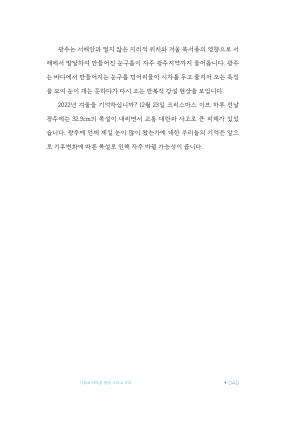 광주는 서해안과 멀지 않은 지리적 위치와 겨울 북서풍의 영향으로 서
해에서 발달하여 만들어진 눈구름이 자주 광주지역까지 들어옵니다. 광주
는 바다에서 만들어지는 눈구름 덩어리들이 시차를 두고 줄지어 오는 특성
을 보여 눈이 개는 듯하다가 다시 오는 반복적 강설 현상을 보입니다.
2022년 겨울을 기억하십니까? 12월 23일 크리스마스 이브 하루 전날
광주에는 32.9cm의 폭설이 내리면서 교통 대란과 사고로 큰 피해가 있었
습니다. 광주에 언제 제일 눈이 많이 왔는가에 대한 우리들의 기억은 앞으
로 기후변화에 따른 폭설로 인해 자주 바뀔 가능성이 큽니다.